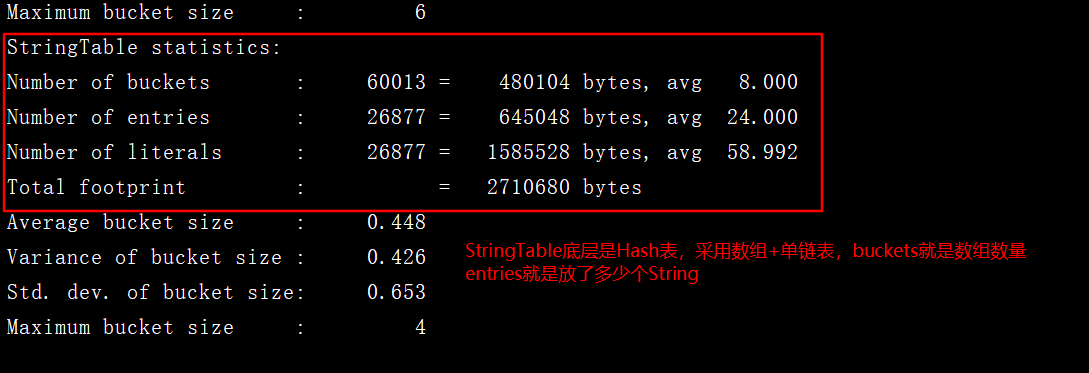 Maximum bucket size     :         6
StringTable statistics:
Number of buckets       :     60013 =    480104 bytes, avg   8.000
Number of entries       :     26877 =    645048 bytes, avg  24.000
Number of literals      :     26877 =   1585528 bytes, avg  58.992
Total footprint         :           =   2710680 bytes
Average bucket size     :     0.448
Variance of bucket size :     0.426
Std. dev. of bucket size:     0.653
Maximum bucket size     :         4
StringTable底层是Hash表，采用数组+单链表，buckets就是数组数量
entries就是放了多少个String